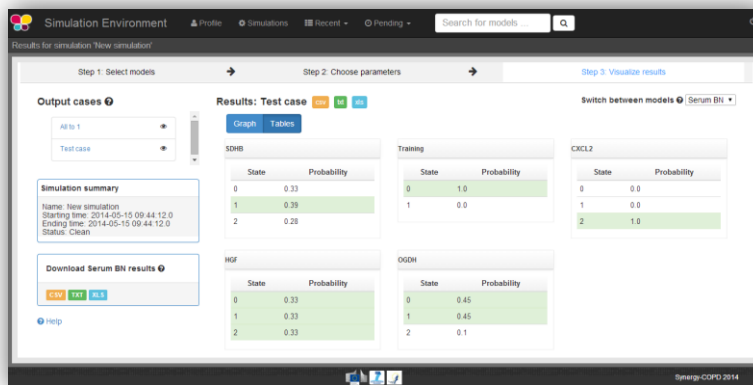 Simulation Environment Profile Simulations Recent Pending Search for models ...
Results for simulation 'New simulation'
Step 1: Select models Step 2: Choose parameters Step 3: Visualize results
Output cases
All to 1
Test case
Simulation summary
Name: New simulation
Starting time: 2014-05-15 09:44:12.0
Ending time: 2014-05-15 09:44:12.0
Status: Clean
Download Serum BN results
CSV TXT XLS
Help
Results: Test case csv txt xls
Switch between models Serum BN
Graph Tables
SDHB
State Probability
0 0.33
1 0.39
2 0.28
Training
State Probability
0 1.0
1 0.0
CXCL2
State Probability
0 0.0
1 0.0
2 1.0
HGF
State Probability
0 0.33
1 0.33
2 0.33
OGDH
State Probability
0 0.45
1 0.45
2 0.1
Synergy-COPD 2014